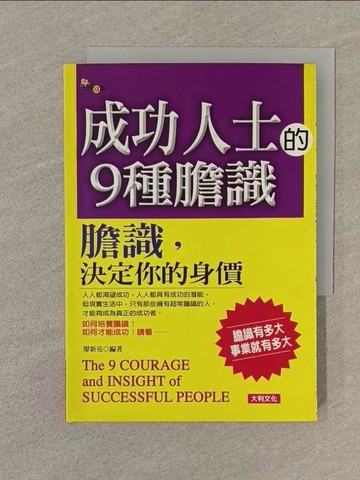 成功人士的
9種膽識
膽識，
決定你的身價
人人都渴望成功，人人都具有成功的潛能，
但現實生活中，只有那些擁有超常膽識的人，
才能夠成為真正的成功者。
如何培養膽識？
如何才能成功？請看——
廖新亮◎編著
膽識有多大
事業就有多大
The 9 COURAGE
and INSIGHT of
SUCCESSFUL PEOPLE
大利文化